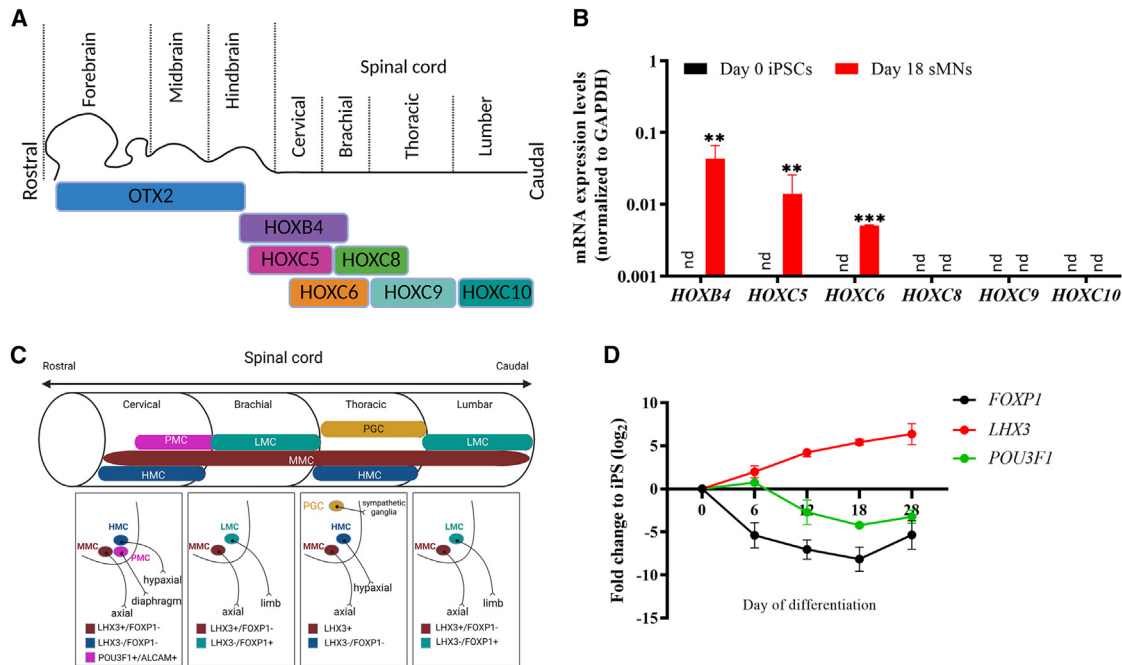 A
Rostral
Forebrain
Midbrain
Hindbrain
Spinal cord
Cervical
Brachial
Thoracic
Lumber
Caudal
OTX2
HOXB4
HOXC5 HOXC8
HOXC6 HOXC9 HOXC10
B
mRNA expression levels
(normalized to GAPDH)
Day 0 iPSCs Day 18 sMNs
1
0.1
0.01
0.001
** ** ***
nd nd nd nd nd nd nd nd nd
HOXB4 HOXC5 HOXC6 HOXC8 HOXC9 HOXC10
C
Spinal cord
Rostral Caudal
Cervical Brachial Thoracic Lumbar
PGC
PMC LMC LMC
MMC
HMC HMC
HMC
MMC
PMC
hypaxial
diaphragm
axial
LHX3+/FOXP1-
LHX3-/FOXP1-
POU3F1+/ALCAM+
LMC
MMC
limb
axial
LHX3+/FOXP1-
LHX3-/FOXP1+
PGC
sympathetic
ganglia
HMC
MMC
hypaxial
axial
LHX3+
LHX3-/FOXP1-
LMC
MMC
limb
axial
LHX3+/FOXP1-
LHX3-/FOXP1+
D
Fold change to iPS (log2)
10
5
0
-5
-10
-15
0 6 12 18 28
Day of differentiation
FOXP1
LHX3
POU3F1